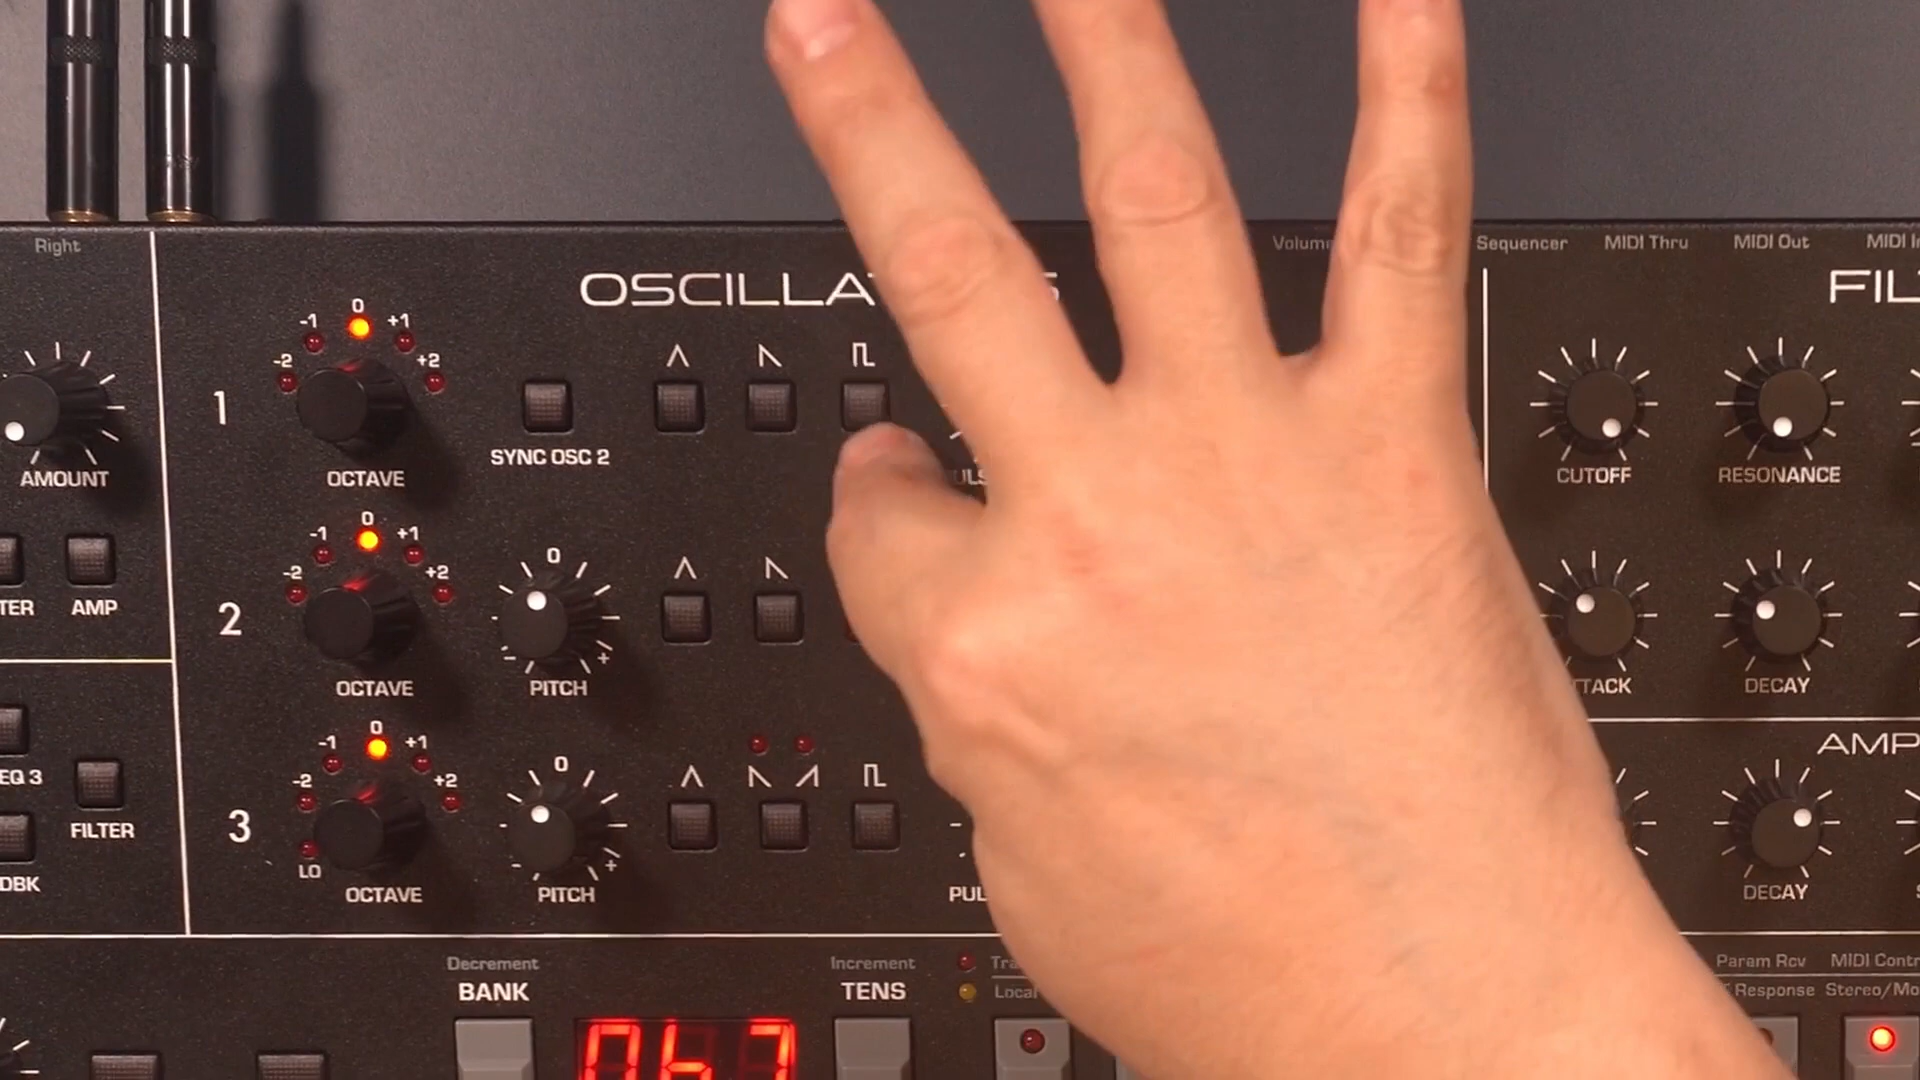 Right
Volume
Sequencer
MIDI Thru
MIDI Out
MIDI
OSCILLA S
FIL
-2 -1 0 +1 +2
1
AMOUNT
OCTAVE
SYNC OSC 2
CUTOFF
RESONANCE
-2 -1 0 +1 +2
0
TER
AMP
2
OCTAVE
PITCH
- +
TTACK
DECAY
-2 -1 0 +1 +2
0
AMP
EQ 3
FILTER
3
LO
OCTAVE
PITCH
- +
PUL
DECAY
DBK
Decrement
BANK
Increment
TENS
Tra
Local
Param Rcv
MIDI Contr
Response
Stereo/Mo